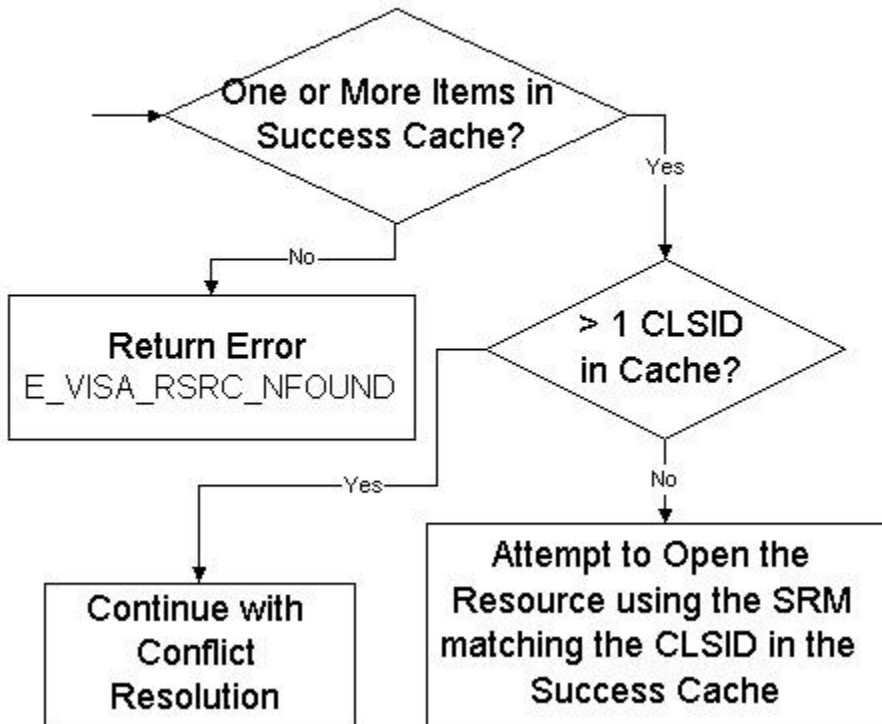 One or More Items in
Success Cache?
Yes
No
Return Error
E_VISA_RSRC_NFOUND
> 1 CLSID
in Cache?
Yes
No
Continue with
Conflict
Resolution
Attempt to Open the
Resource using the SRM
matching the CLSID in the
Success Cache